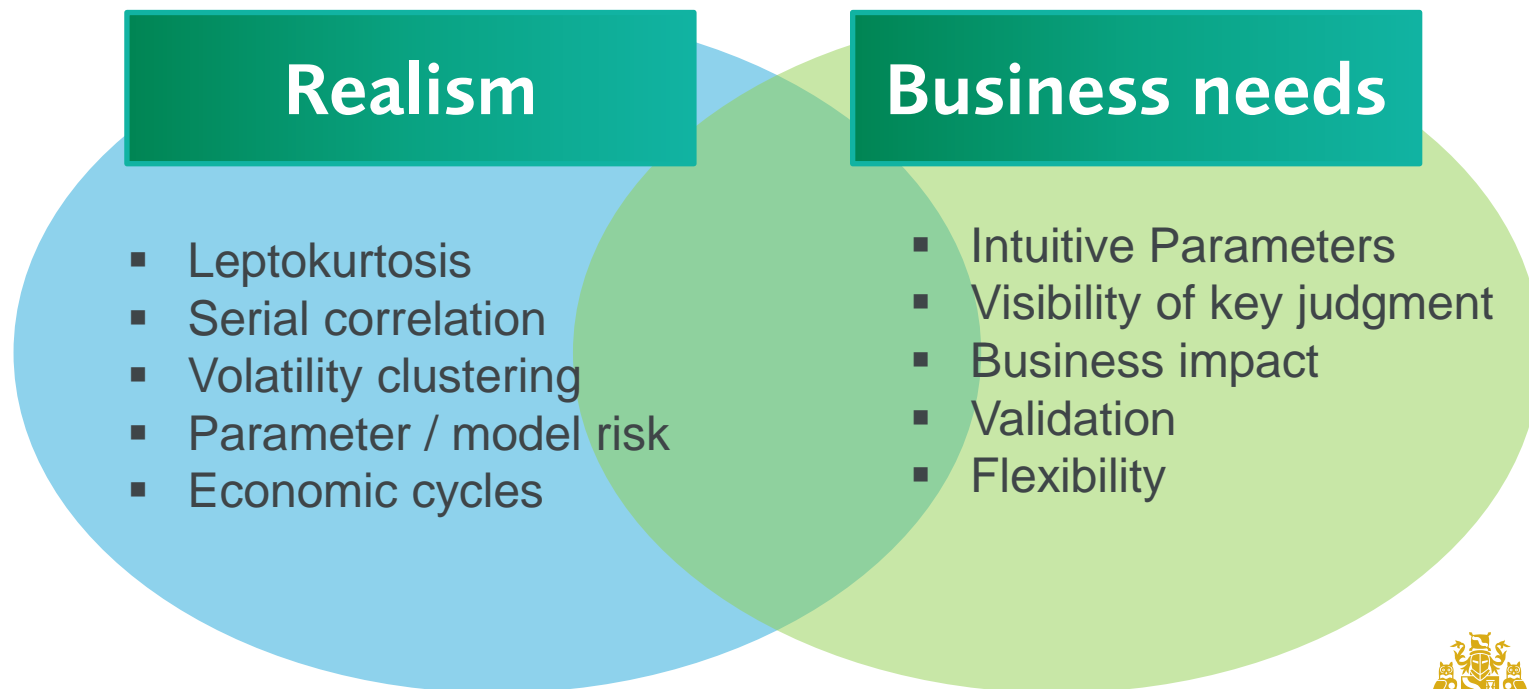 Realism
Leptokurtosis
Serial correlation
Volatility clustering
Parameter / model risk
Economic cycles
Business needs
Intuitive Parameters
Visibility of key judgment
Business impact
Validation
Flexibility